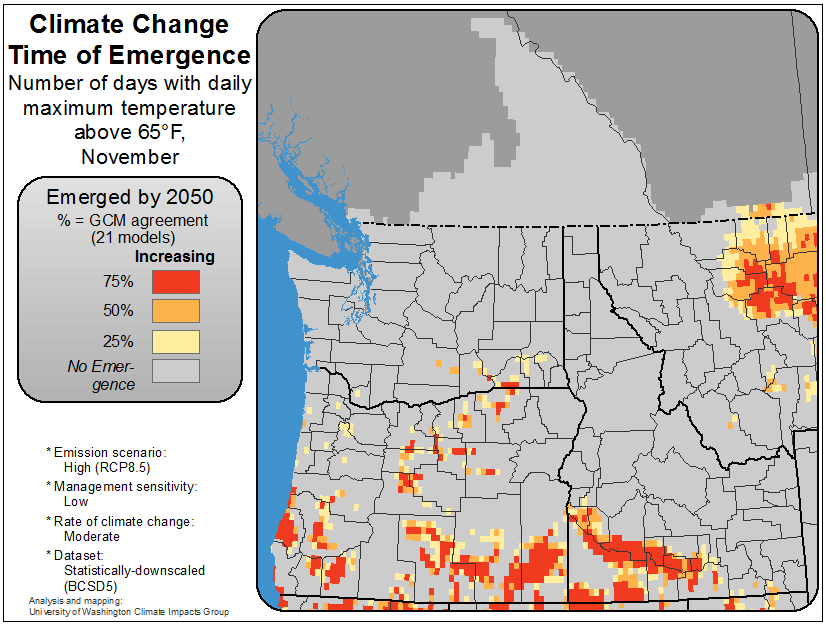 Climate Change
Time of Emergence
Number of days with daily
maximum temperature
above 65°F,
November
Emerged by 2050
% = GCM agreement
(21 models)
Increasing
75%
50%
25%
No Emer-
gence
* Emission scenario:
High (RCP8.5)
* Management sensitivity:
Low
* Rate of climate change:
Moderate
* Dataset:
Statistically-downscaled
(BCSD5)
Analysis and mapping:
University of Washington Climate Impacts Group